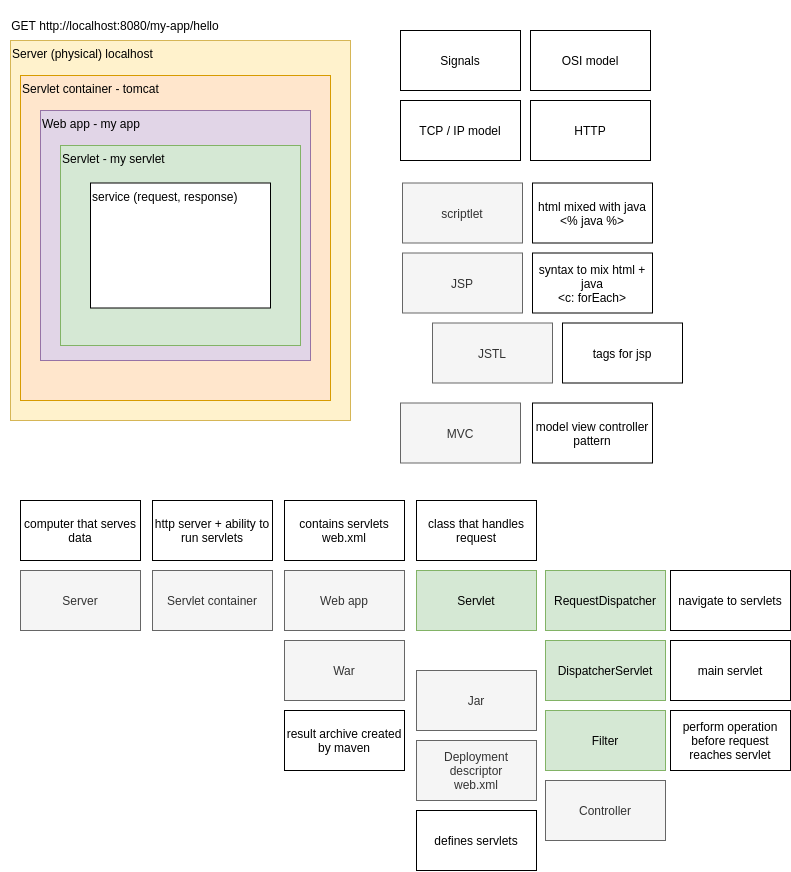 GET http://localhost:8080/my-app/hello
Server (physical) localhost
Servlet container - tomcat
Web app - my app
Servlet - my servlet
service (request, response)
Signals
OSI model
TCP / IP model
HTTP
scriptlet
html mixed with java
<% java %>
JSP
syntax to mix html +
java
<c: forEach>
JSTL
tags for jsp
MVC
model view controller
pattern
computer that serves
data
http server + ability to
run servlets
contains servlets
web.xml
class that handles
request
Server
Servlet container
Web app
Servlet
RequestDispatcher
navigate to servlets
War
DispatcherServlet
main servlet
Jar
result archive created
by maven
Filter
perform operation
before request
reaches servlet
Deployment
descriptor
web.xml
Controller
defines servlets